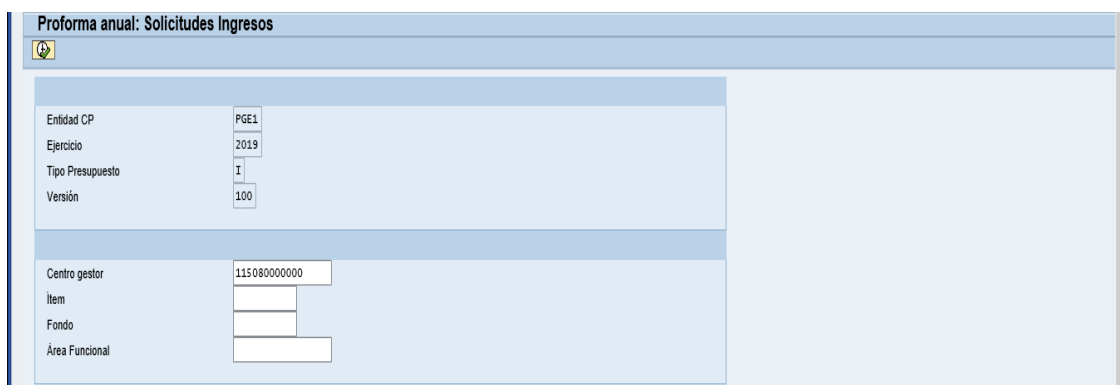 Proforma anual: Solicitudes Ingresos
Entidad CP PGE1
Ejercicio 2019
Tipo Presupuesto I
Versión 100
Centro gestor 115080000000
Ítem
Fondo
Área Funcional